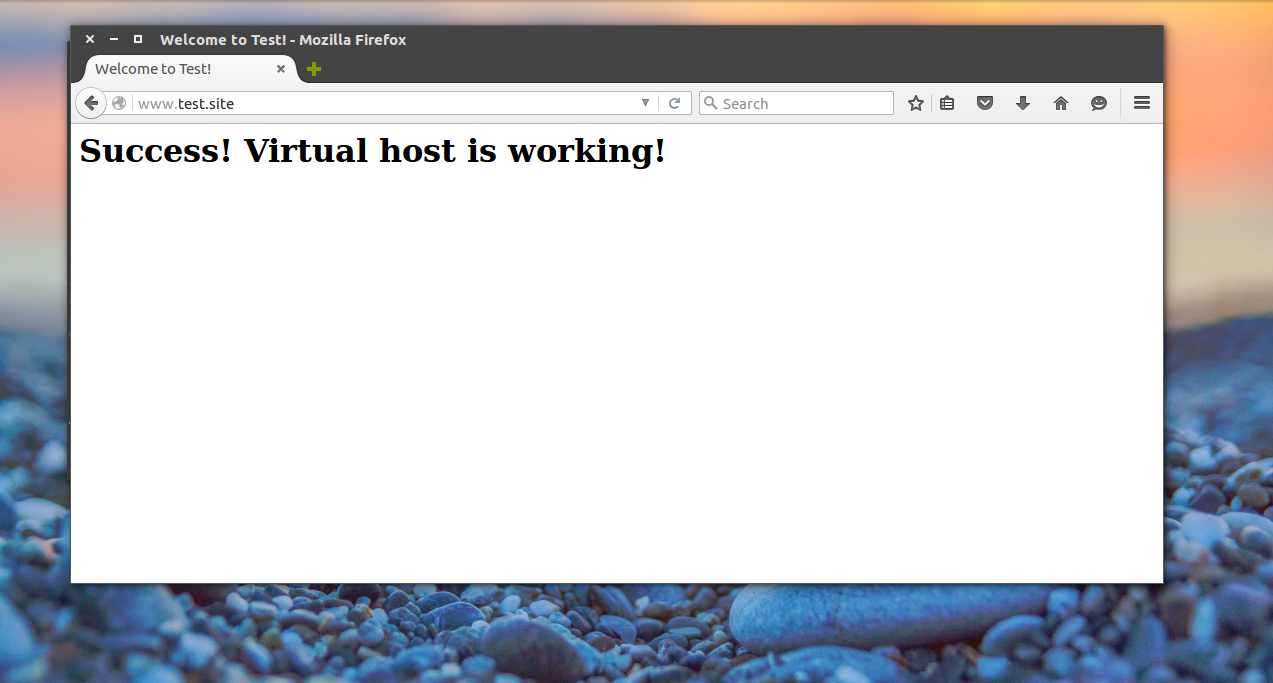 Welcome to Test! - Mozilla Firefox
Welcome to Test!
www.test.site
Search
Success! Virtual host is working!